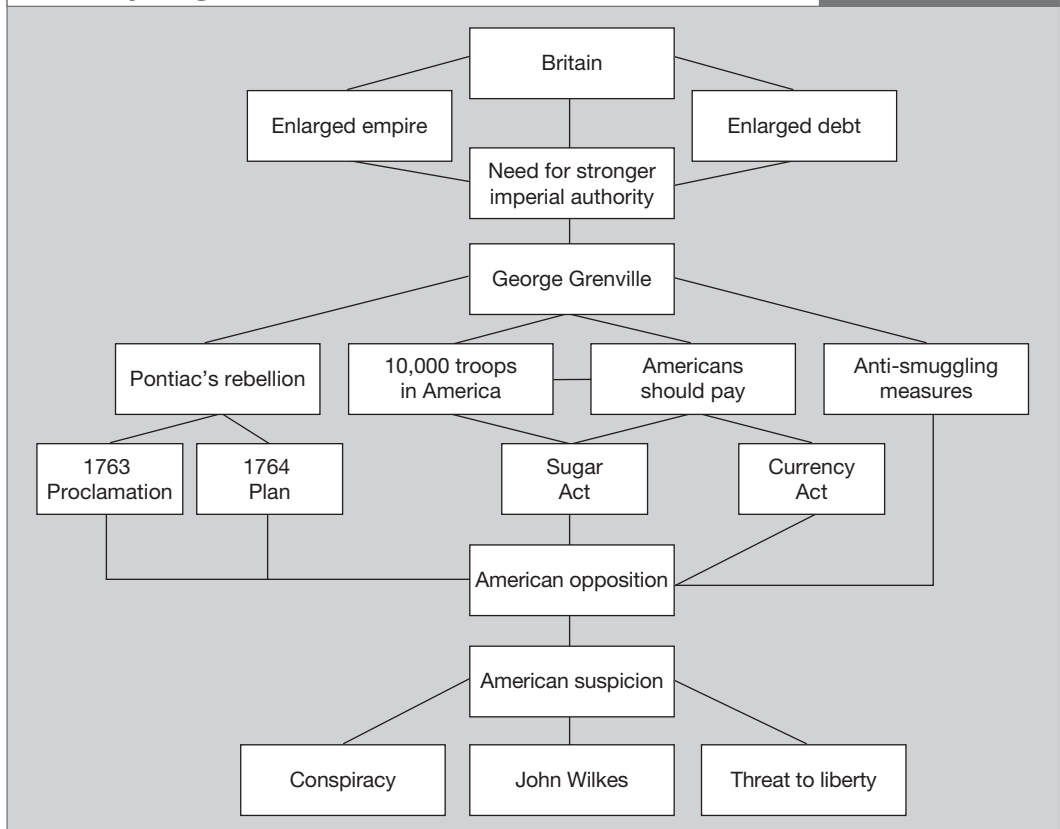 Britain
Enlarged empire
Enlarged debt
Need for stronger
imperial authority
George Grenville
Pontiac's rebellion
10,000 troops
in America
Americans
should pay
Anti-smuggling
measures
1763
Proclamation
1764
Plan
Sugar
Act
Currency
Act
American opposition
American suspicion
Conspiracy
John Wilkes
Threat to liberty